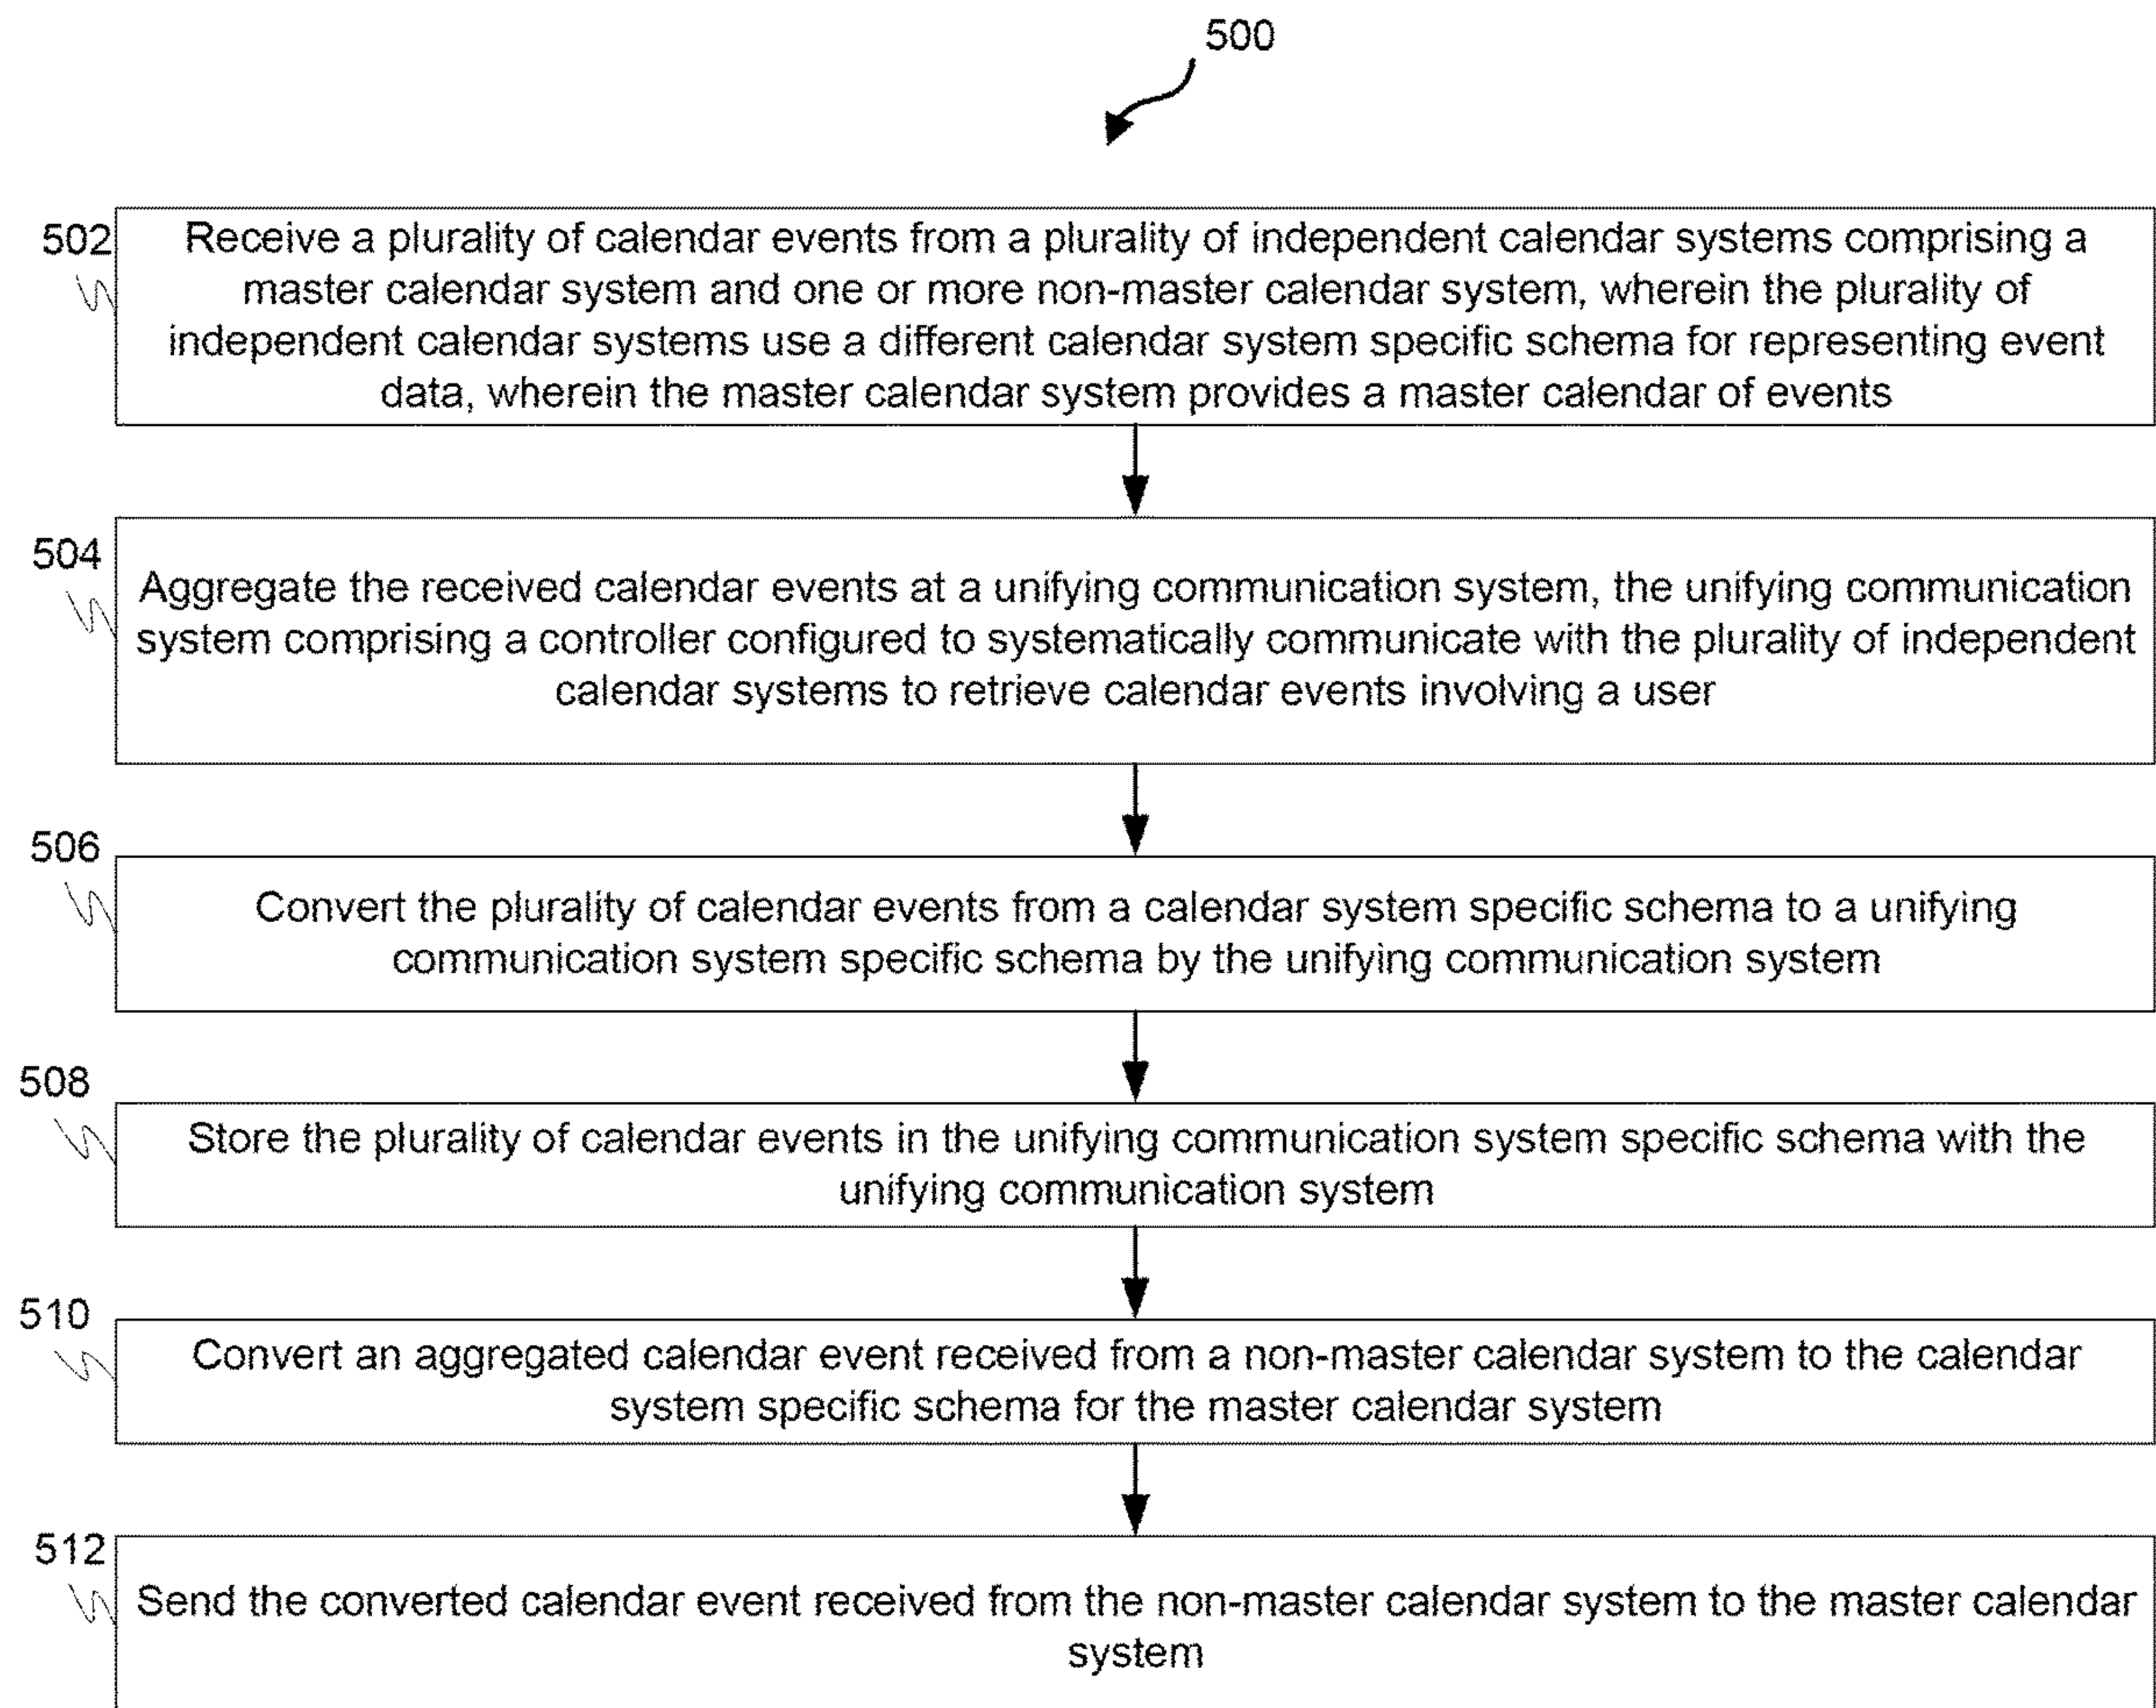 500
502
Receive a plurality of calendar events from a plurality of independent calendar systems comprising a
master calendar system and one or more non-master calendar system, wherein the plurality of
independent calendar systems use a different calendar system specific schema for representing event
data, wherein the master calendar system provides a master calendar of events
504
Aggregate the received calendar events at a unifying communication system, the unifying communication
system comprising a controller configured to systematically communicate with the plurality of independent
calendar systems to retrieve calendar events involving a user
506
Convert the plurality of calendar events from a calendar system specific schema to a unifying
communication system specific schema by the unifying communication system
508
Store the plurality of calendar events in the unifying communication system specific schema with the
unifying communication system
510
Convert an aggregated calendar event received from a non-master calendar system to the calendar
system specific schema for the master calendar system
512
Send the converted calendar event received from the non-master calendar system to the master calendar
system